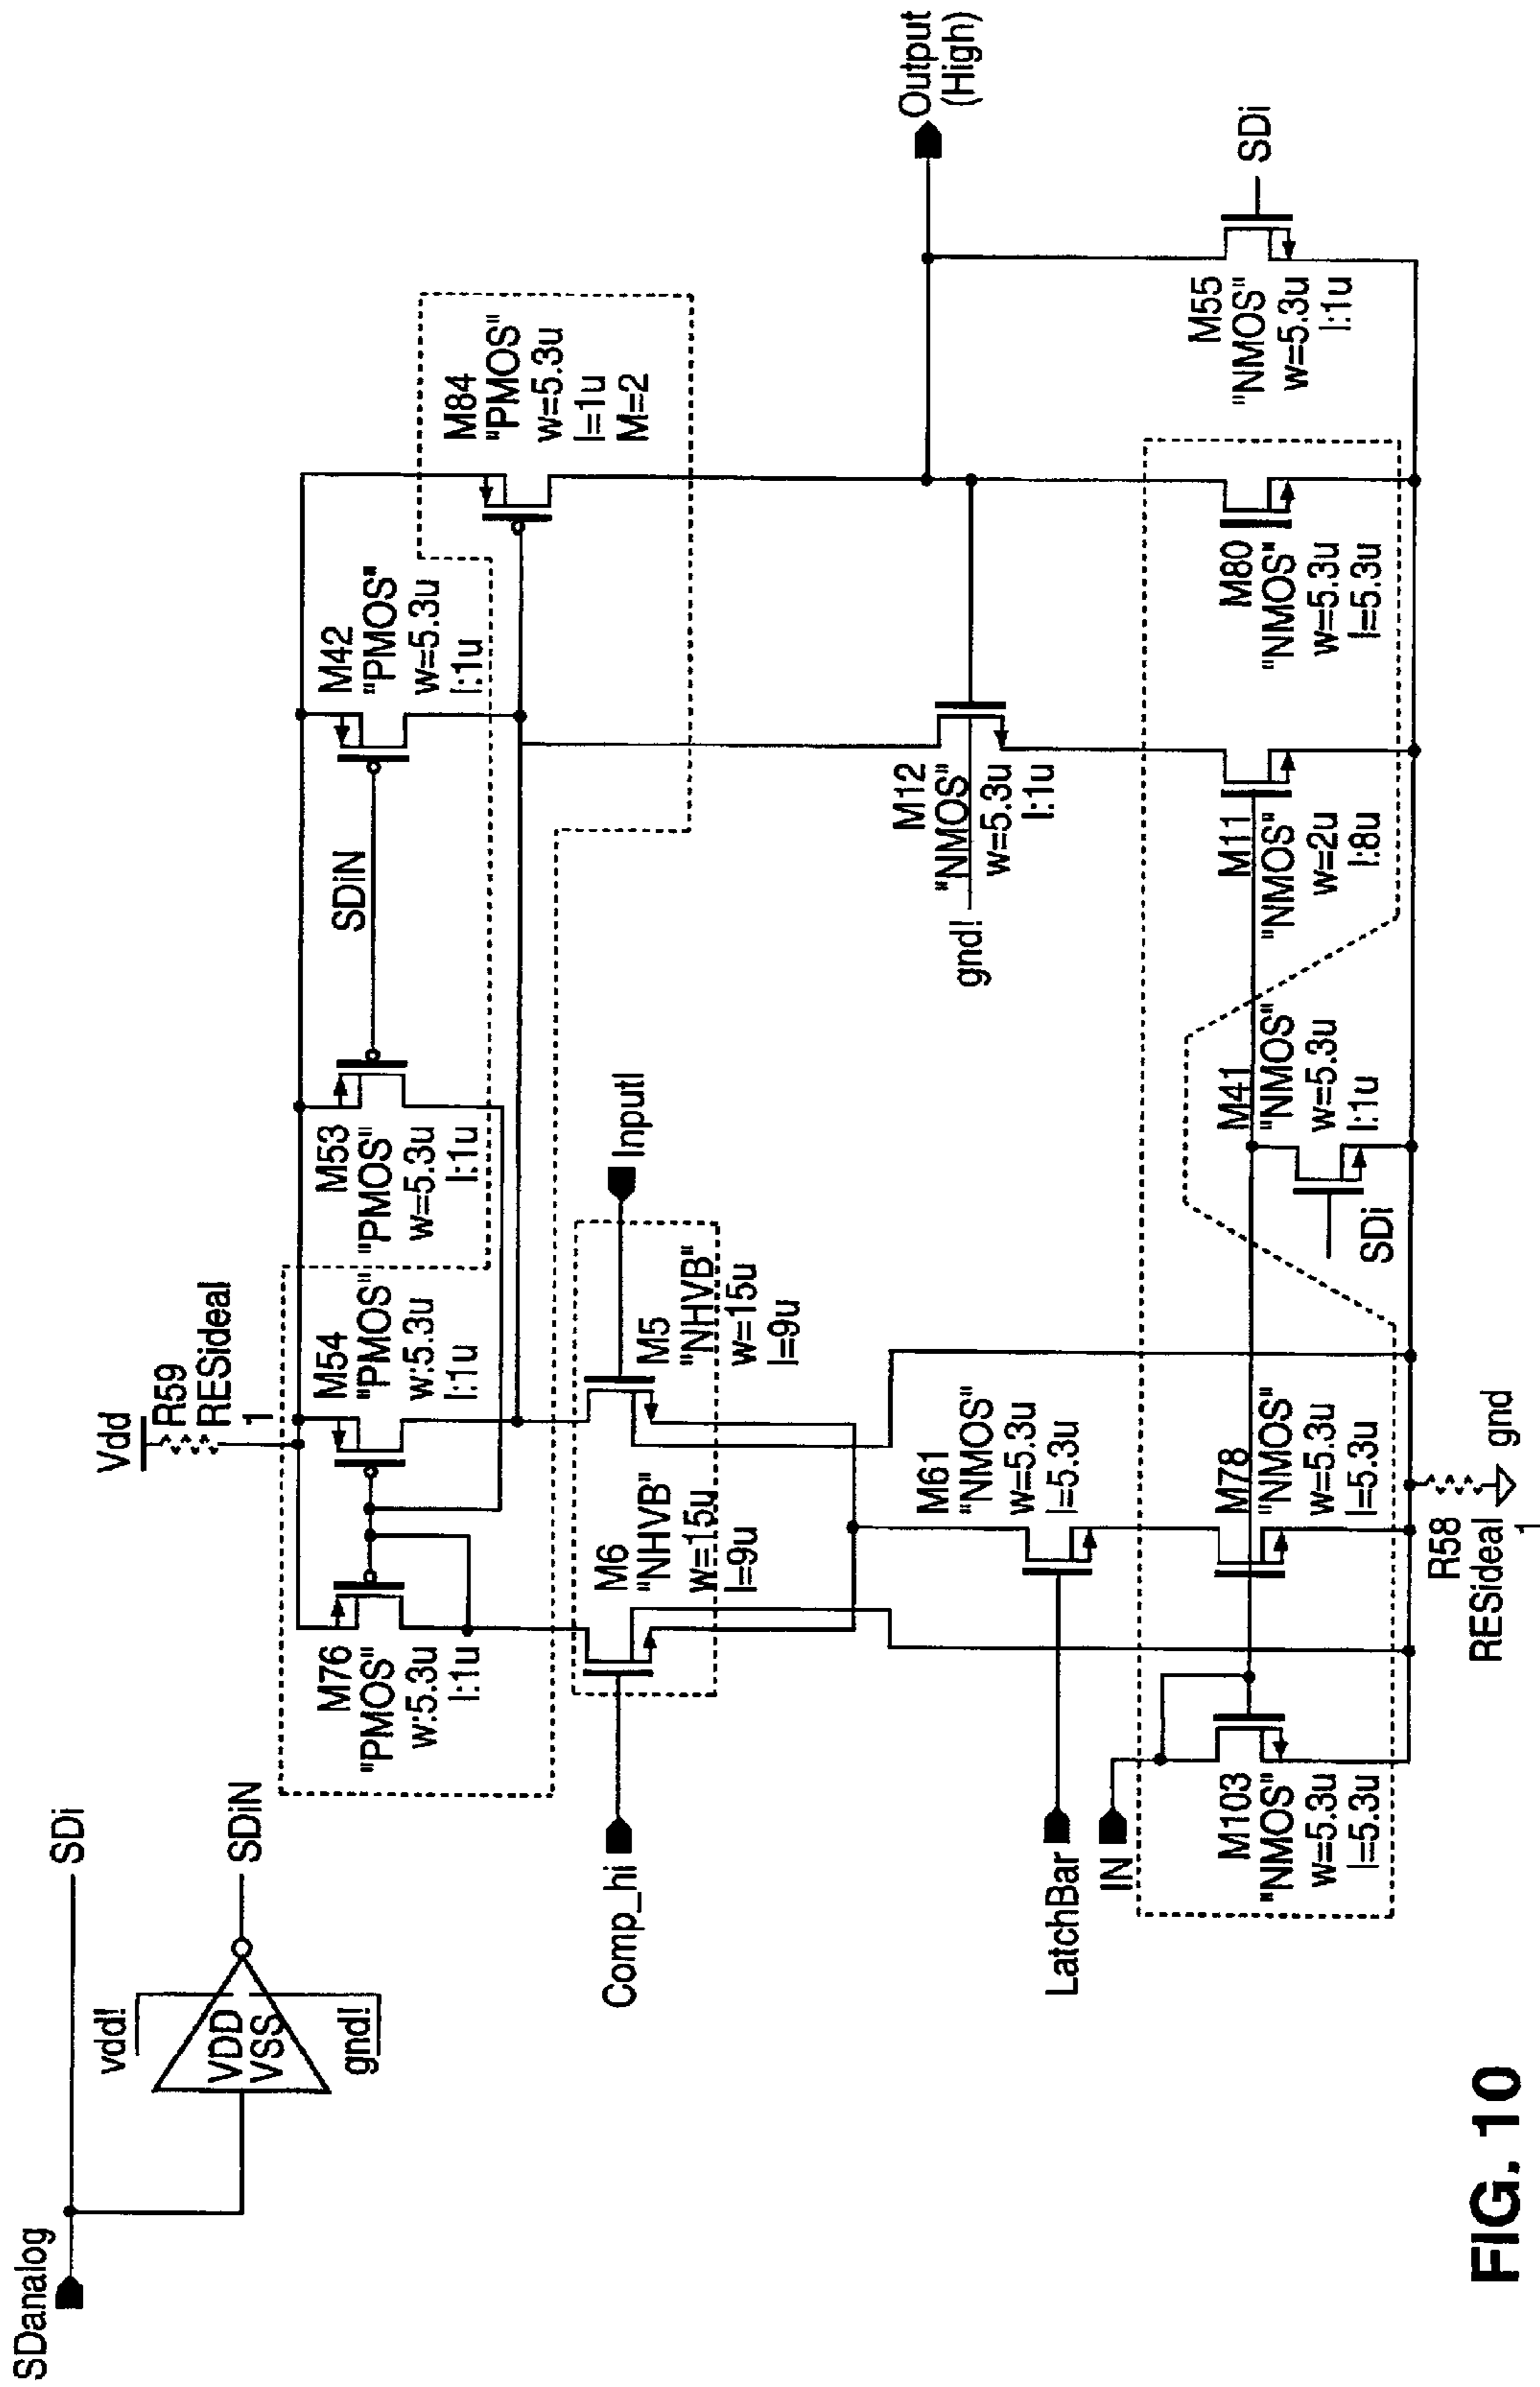 SDanalog
SDi
vdd!
VDD
VSS
gnd!
SDiN
Vdd
R59
RESideal
1
M76
"PMOS"
w:5.3u
l:1u
M54
"PMOS"
w:5.3u
l:1u
M53
"PMOS"
w=5.3u
l:1u
SDiN
M42
"PMOS"
w=5.3u
l:1u
M84
"PMOS"
w=5.3u
l=1u
M=2
Comp_hi
M6
"NHVB"
w=15u
l=9u
M5
"NHVB"
w=15u
l=9u
InputI
Output
(High)
LatchBar
IN
M61
"NMOS"
w=5.3u
l=5.3u
gnd!
M12
"NMOS"
w=5.3u
l:1u
M103
"NMOS"
w=5.3u
l=5.3u
M78
"NMOS"
w=5.3u
l=5.3u
SDi
M41
"NMOS"
w=5.3u
l:1u
M11
"NMOS"
w=2u
l:8u
M80
"NMOS"
w=5.3u
l=5.3u
M55
"NMOS"
w=5.3u
l:1u
SDi
R58
RESideal
1
gnd
FIG. 10